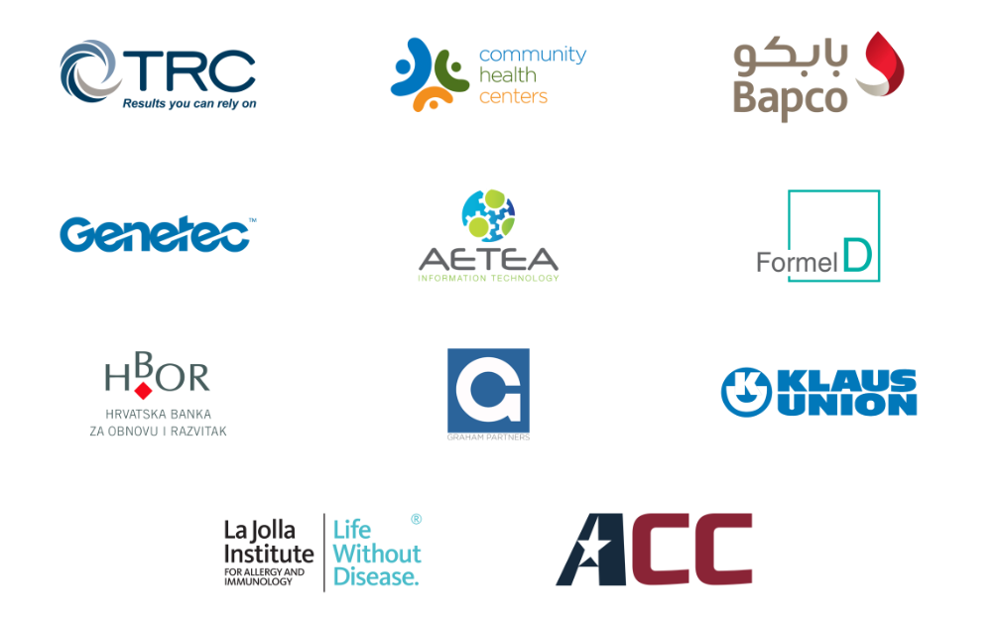 TRC
Results you can rely on
community
health
centers
بابكو
Bapco
Genetec™
AETEA
INFORMATION TECHNOLOGY
Formel D
HBOR
HRVATSKA BANKA
ZA OBNOVU I RAZVITAK
G
GRAHAM PARTNERS
K
KLAUS
UNION
La Jolla
Institute
FOR ALLERGY AND
IMMUNOLOGY
Life ®
Without
Disease.
ACC